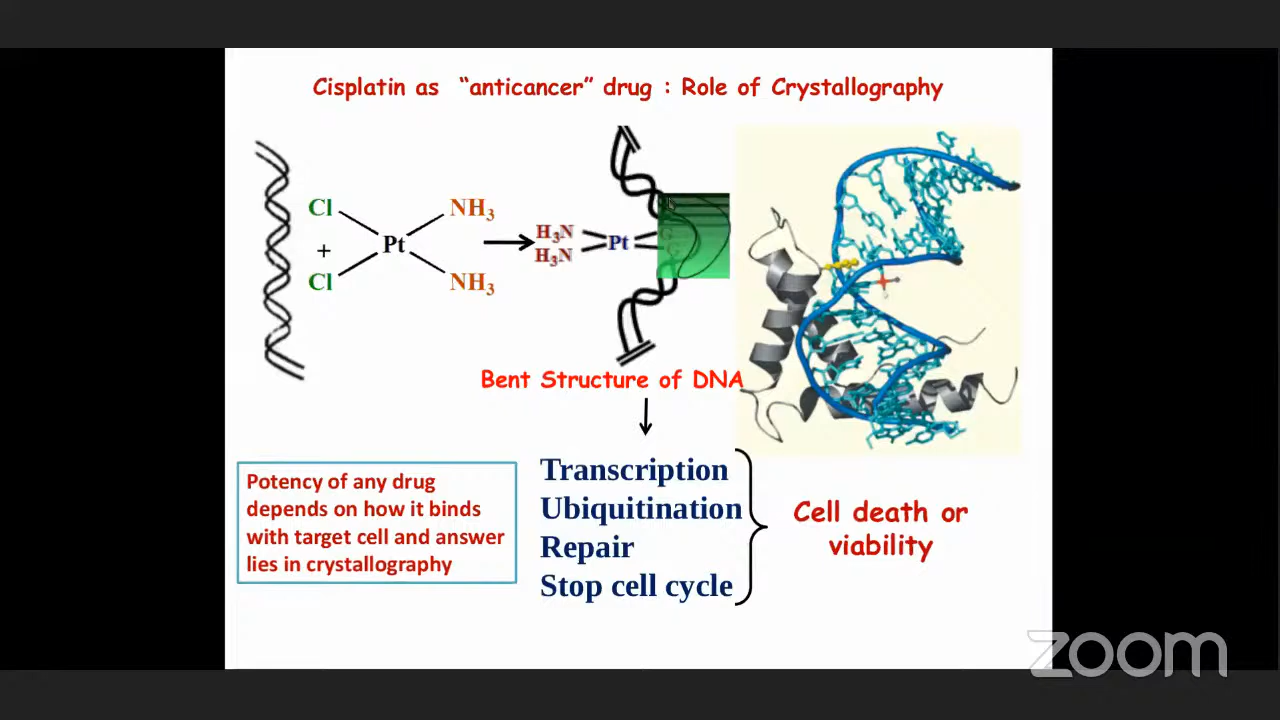 Cisplatin as “anticancer” drug : Role of Crystallography
Cl
NH3
+
Pt
Cl
NH3
H3N
H3N
Pt
G
G
Bent Structure of DNA
Transcription
Ubiquitination
Repair
Stop cell cycle
Potency of any drug
depends on how it binds
with target cell and answer
lies in crystallography
Cell death or
viability
zoom